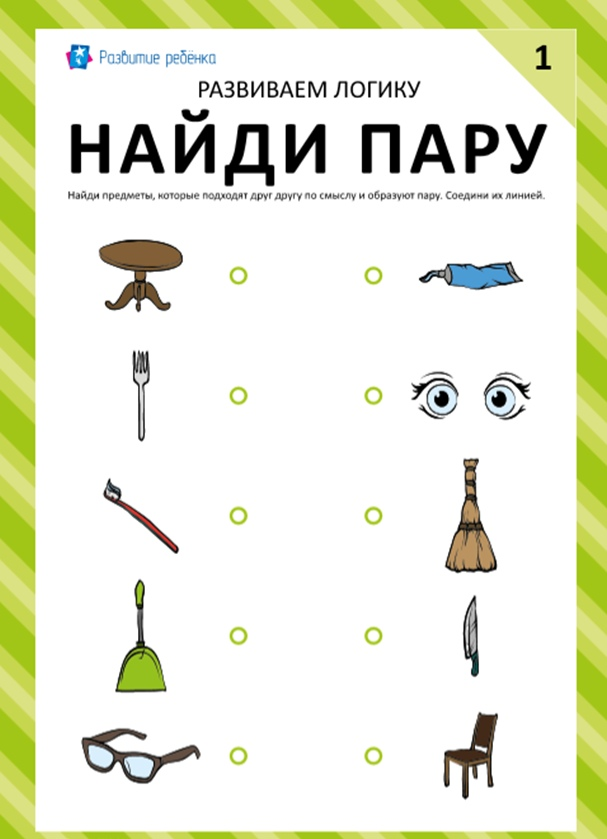 Развитие ребёнка
1
РАЗВИВАЕМ ЛОГИКУ
НАЙДИ ПАРУ
Найди предметы, которые подходят друг другу по смыслу и образуют пару. Соедини их линией.